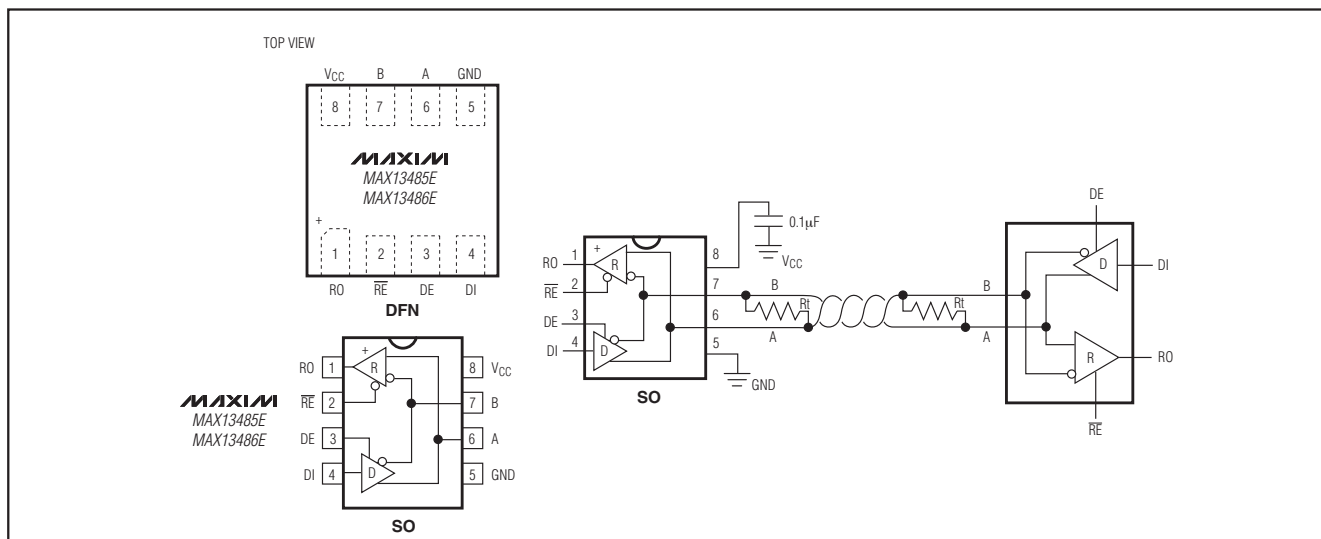 TOP VIEW
VCC B A GND
8 7 6 5
MAXIM
MAX13485E
MAX13486E
+
1 2 3 4
RO RE DE DI
DFN
MAXIM
MAX13485E
MAX13486E
RO 1 + R 8 VCC
RE 2 7 B
DE 3 6 A
DI 4 D 5 GND
SO
0.1µF
VCC
RO 1 + R 8
RE 2 7 B
Rt
DE 3 6 A
DI 4 D 5
GND
SO
DE
D DI
B
Rt
A
R RO
RE